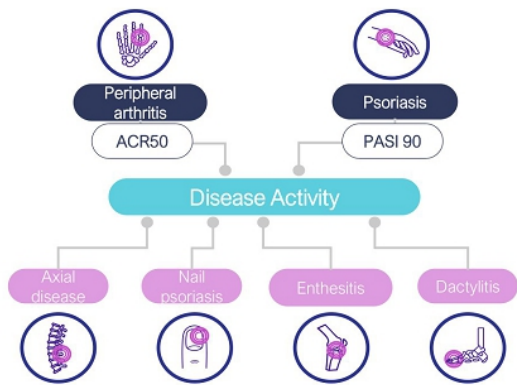 Peripheral
arthritis
Psoriasis
ACR50
PASI 90
Disease Activity
Axial
disease
Nail
psoriasis
Enthesitis
Dactylitis